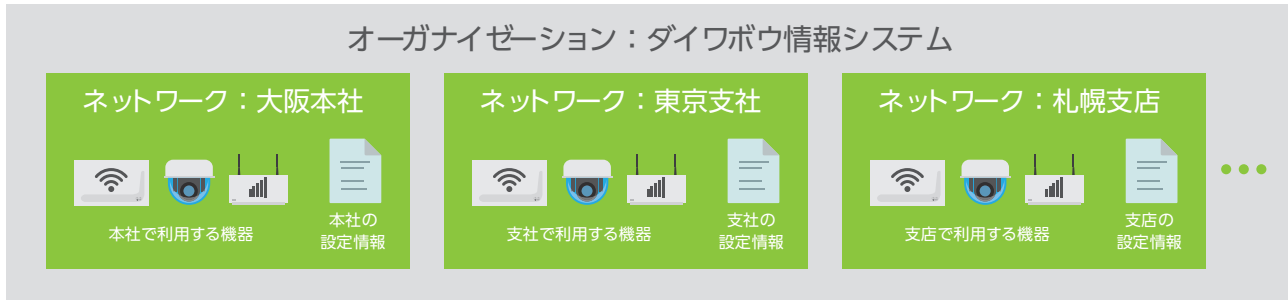 オーガナイゼーション：ダイワボウ情報システム
ネットワーク：大阪本社
本社で利用する機器
本社の
設定情報
ネットワーク：東京支社
支社で利用する機器
支社の
設定情報
ネットワーク：札幌支店
支店で利用する機器
支店の
設定情報